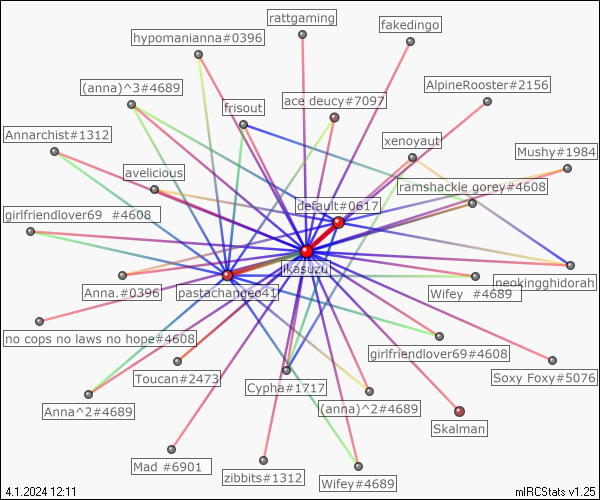 rattgaming
fakedingo
hypomanianna#0396
(anna)^3#4689
AlpineRooster#2156
frisout
ace deucy#7097
Annarchist#1312
xenoyaut
Mushy#1984
avelicious
ramshackle gorey#4608
default#0617
girlfriendlover69 #4608
ikasuzu
neokingghidorah
Anna.#0396
pastachangeo41
Wifey #4689
no cops no laws no hope#4608
girlfriendlover69#4608
Soxy Foxy#5076
Toucan#2473
Cypha#1717
Anna^2#4689
(anna)^2#4689
Skalman
Mad #6901
zibbits#1312
Wifey#4689
4.1.2024 12:11
mIRCStats v1.25